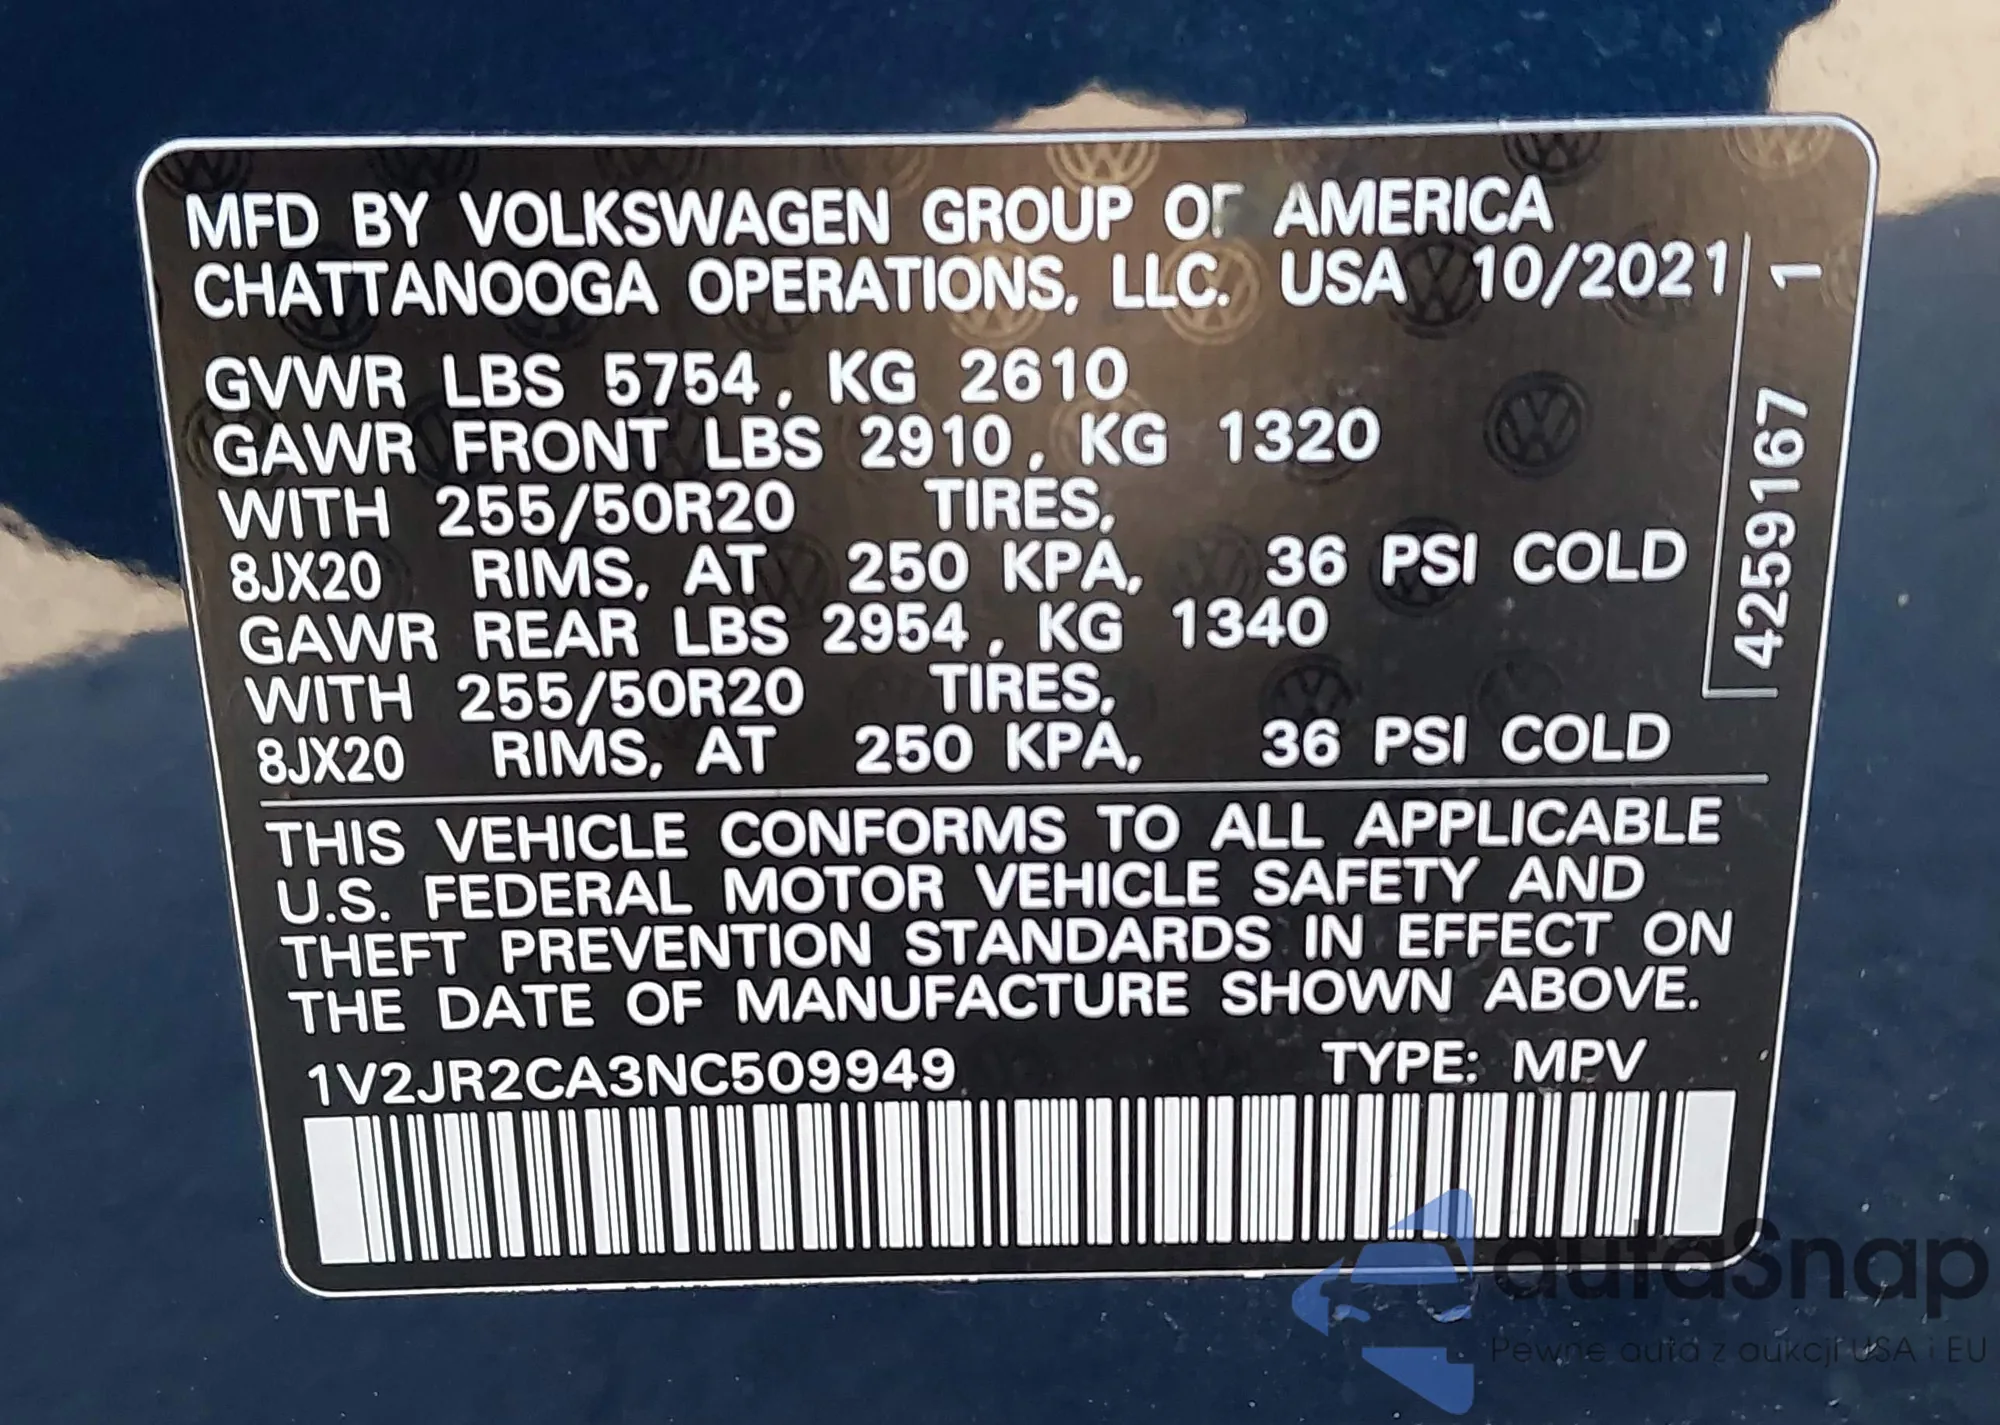 MFD BY VOLKSWAGEN GROUP OF AMERICA
CHATTANOOGA OPERATIONS, LLC. USA 10/2021
GVWR LBS 5754, KG 2610
GAWR FRONT LBS 2910, KG 1320
WITH 255/50R20 TIRES,
8JX20 RIMS, AT 250 KPA, 36 PSI COLD
GAWR REAR LBS 2954, KG 1340
WITH 255/50R20 TIRES,
8JX20 RIMS, AT 250 KPA, 36 PSI COLD
4259167 1
THIS VEHICLE CONFORMS TO ALL APPLICABLE
U.S. FEDERAL MOTOR VEHICLE SAFETY AND
THEFT PREVENTION STANDARDS IN EFFECT ON
THE DATE OF MANUFACTURE SHOWN ABOVE.
1V2JR2CA3NC509949 TYPE: MPV
autaSnap
Pewne auta z aukcji USA i EU